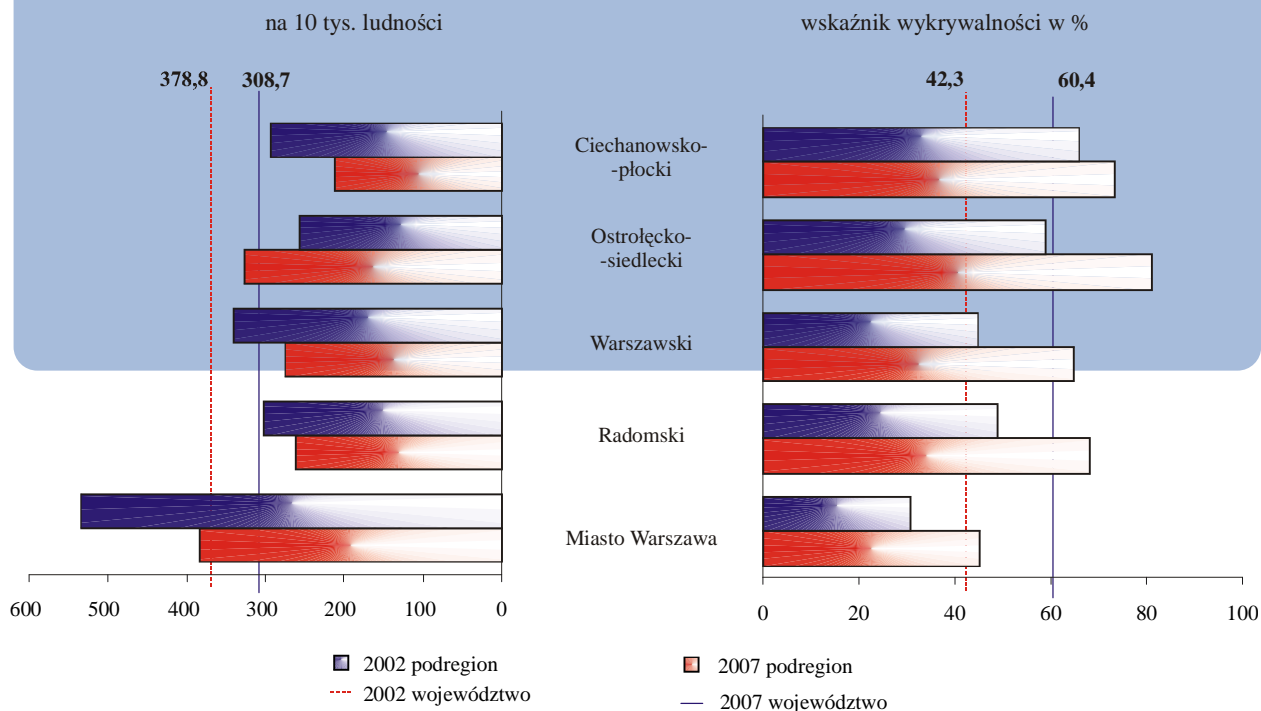 na 10 tys. ludności
wskaźnik wykrywalności w %
378,8 308,7
42,3 60,4
Ciechanowsko-
-płocki
Ostrołęcko-
-siedlecki
Warszawski
Radomski
Miasto Warszawa
600 500 400 300 200 100 0
0 20 40 60 80 100
2002 podregion
2007 podregion
2002 województwo
2007 województwo